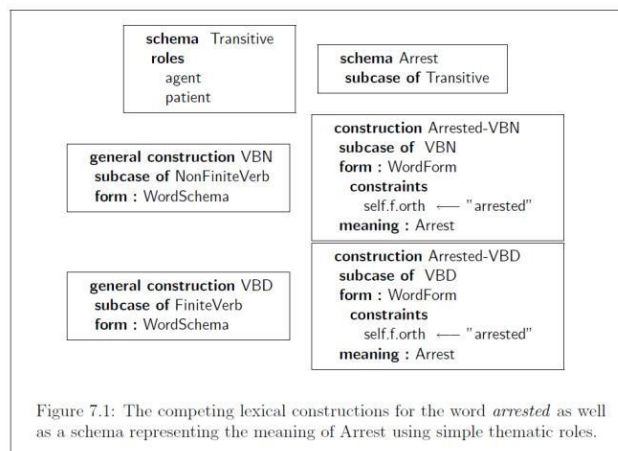 schema Transitive
roles
agent
patient
schema Arrest
subcase of Transitive
general construction VBN
subcase of NonFiniteVerb
form : WordSchema
construction Arrested-VBN
subcase of VBN
form : WordForm
constraints
self.f.orth ⟵ "arrested"
meaning : Arrest
general construction VBD
subcase of FiniteVerb
form : WordSchema
construction Arrested-VBD
subcase of VBD
form : WordForm
constraints
self.f.orth ⟵ "arrested"
meaning : Arrest
Figure 7.1: The competing lexical constructions for the word arrested as well
as a schema representing the meaning of Arrest using simple thematic roles.